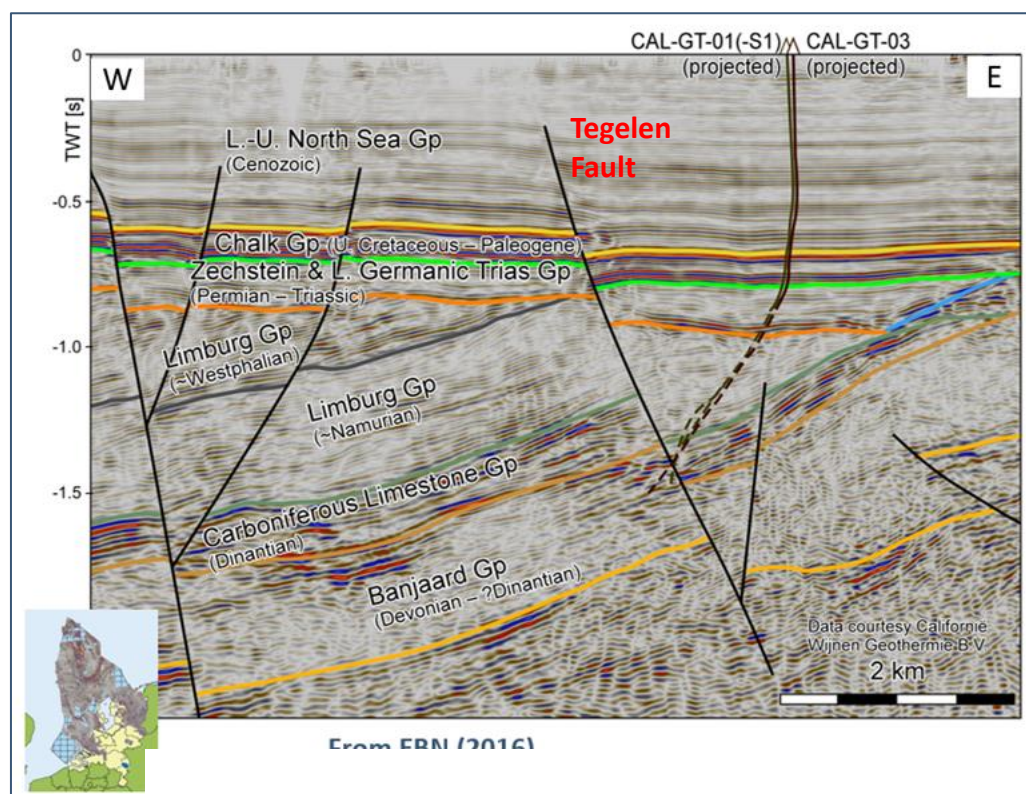 CAL-GT-01(-S1)
(projected)
CAL-GT-03
(projected)
0
W
E
TWT [s]
Tegelen
Fault
L.-U. North Sea Gp
(Cenozoic)
-0.5
Chalk Gp (U. Cretaceous – Paleogene)
Zechstein & L. Germanic Trias Gp
(Permian – Triassic)
-1.0
Limburg Gp
(~Westphalian)
Limburg Gp
(~Namurian)
-1.5
Carboniferous Limestone Gp
(Dinantian)
Banjaard Gp
(Devonian – ?Dinantian)
Data courtesy Californie
Wijnen Geothermie B.V.
2 km
From EBN (2016)